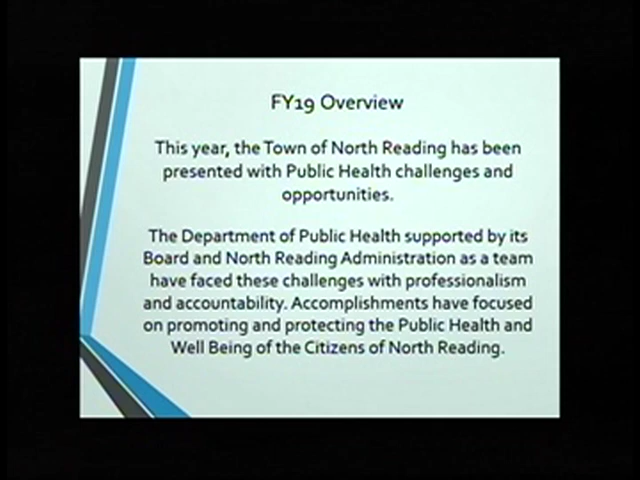 FY19 Overview
This year, the Town of North Reading has been
presented with Public Health challenges and
opportunities.
The Department of Public Health supported by its
Board and North Reading Administration as a team
have faced these challenges with professionalism
and accountability. Accomplishments have focused
on promoting and protecting the Public Health and
Well Being of the Citizens of North Reading.